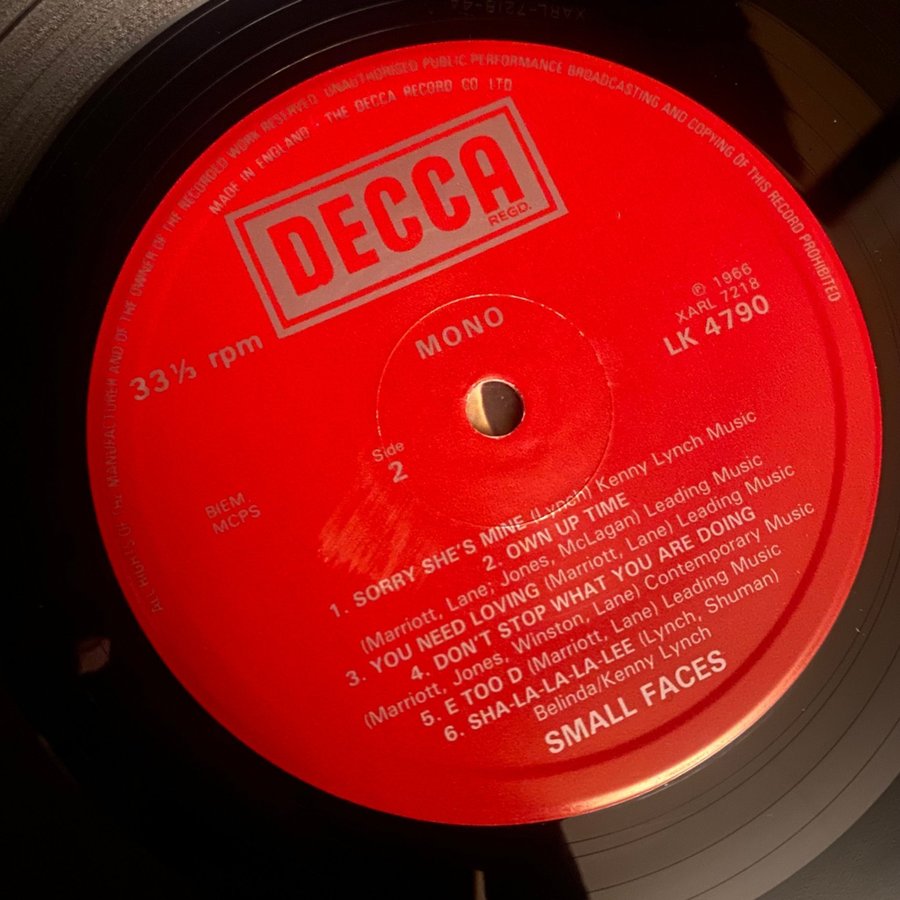 XARL-7218-4A
ALL RIGHTS OF THE MANUFACTURER AND OF THE OWNER OF THE RECORDED WORK RESERVED. UNAUTHORISED PUBLIC PERFORMANCE BROADCASTING AND COPYING OF THIS RECORD PROHIBITED
MADE IN ENGLAND · THE DECCA RECORD CO LTD
DECCA
REGD.
℗ 1966
XARL 7218
LK 4790
MONO
33⅓ rpm
Side
2
BIEM
MCPS
1. SORRY SHE'S MINE (Lynch) Kenny Lynch Music
2. OWN UP TIME
(Marriott, Lane, Jones, McLagan) Leading Music
3. YOU NEED LOVING (Marriott, Lane) Leading Music
4. DON'T STOP WHAT YOU ARE DOING
(Marriott, Jones, Winston, Lane) Contemporary Music
5. E TOO D (Marriott, Lane) Leading Music
6. SHA-LA-LA-LA-LEE (Lynch, Shuman)
Belinda/Kenny Lynch
SMALL FACES